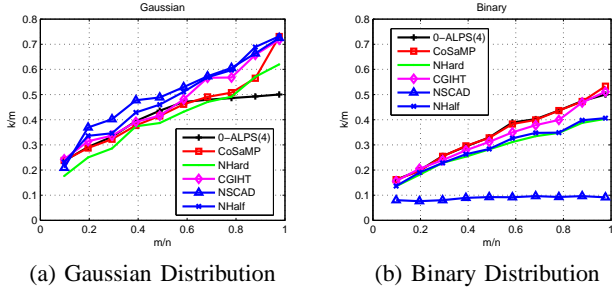 Gaussian
0.8
0.7
0.6
0.5
0.4
0.3
0.2
0.1
0
k/m
0 0.2 0.4 0.6 0.8 1
m/n
0−ALPS(4)
CoSaMP
NHard
CGIHT
NSCAD
NHalf
(a) Gaussian Distribution
Binary
0.8
0.7
0.6
0.5
0.4
0.3
0.2
0.1
0
k/m
0 0.2 0.4 0.6 0.8 1
m/n
0−ALPS(4)
CoSaMP
NHard
CGIHT
NSCAD
NHalf
(b) Binary Distribution